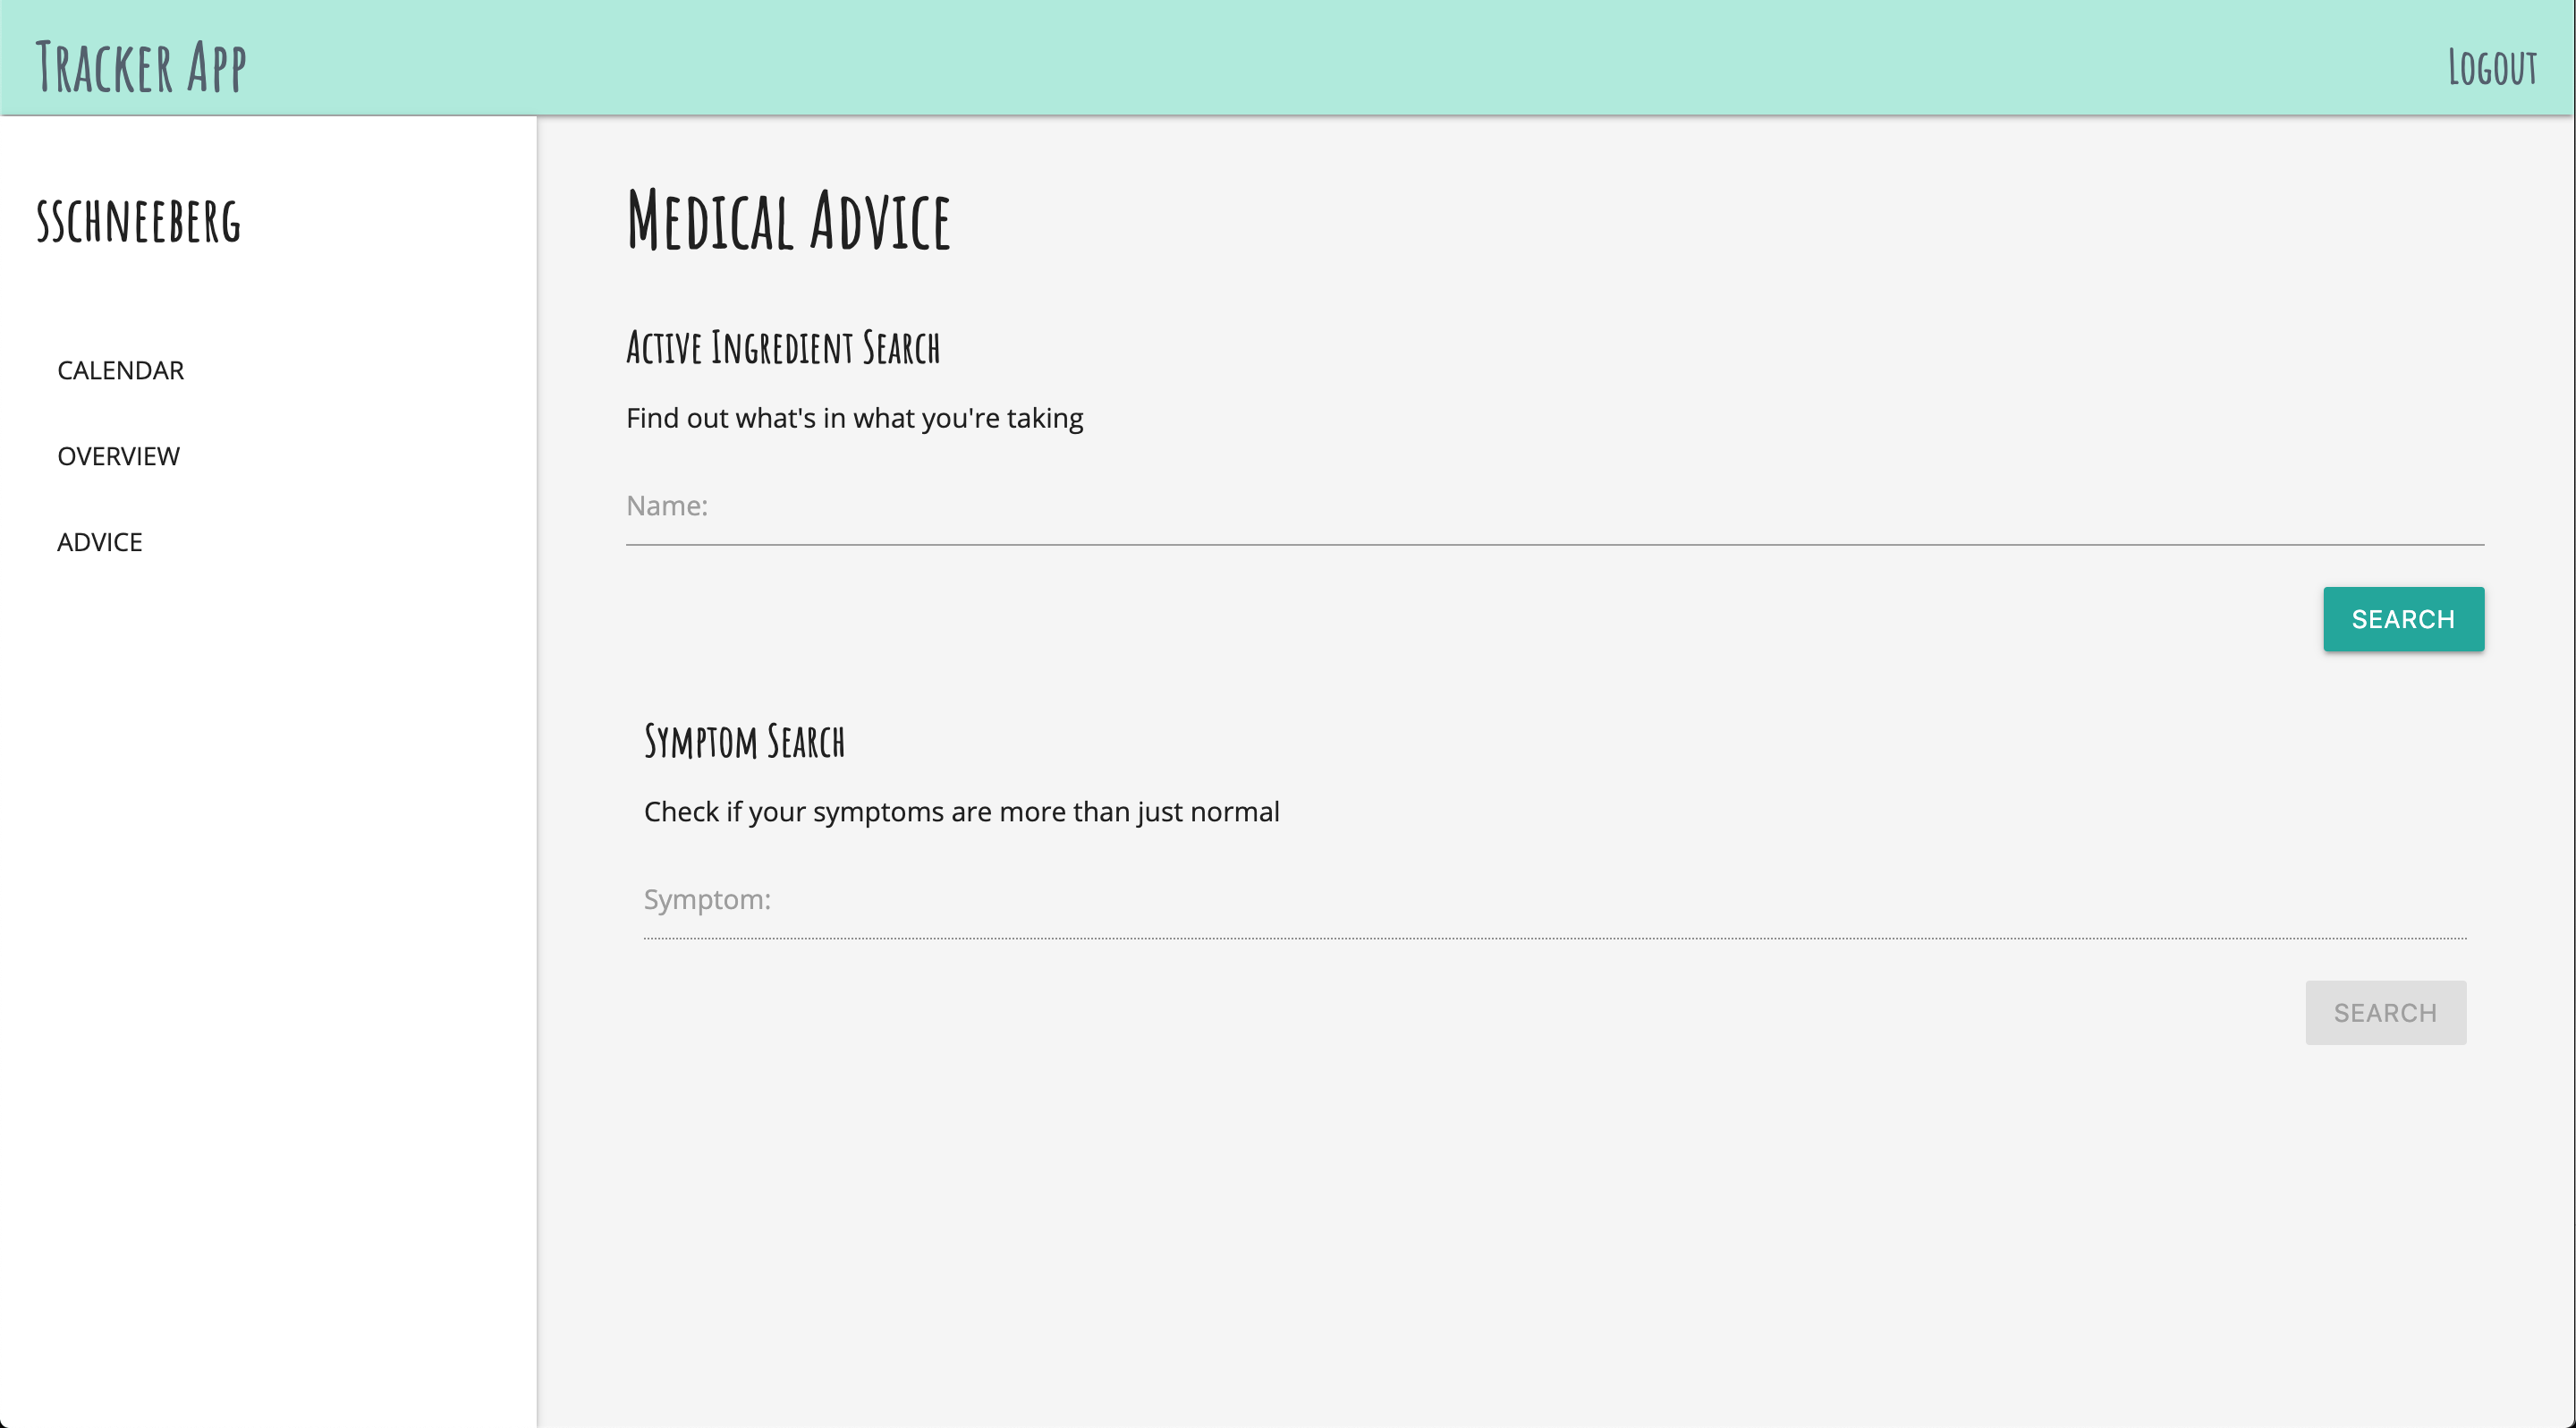 Tracker App
Logout
sschneeberg
CALENDAR
OVERVIEW
ADVICE
Medical Advice
Active Ingredient Search
Find out what's in what you're taking
Name:
SEARCH
Symptom Search
Check if your symptoms are more than just normal
Symptom:
SEARCH